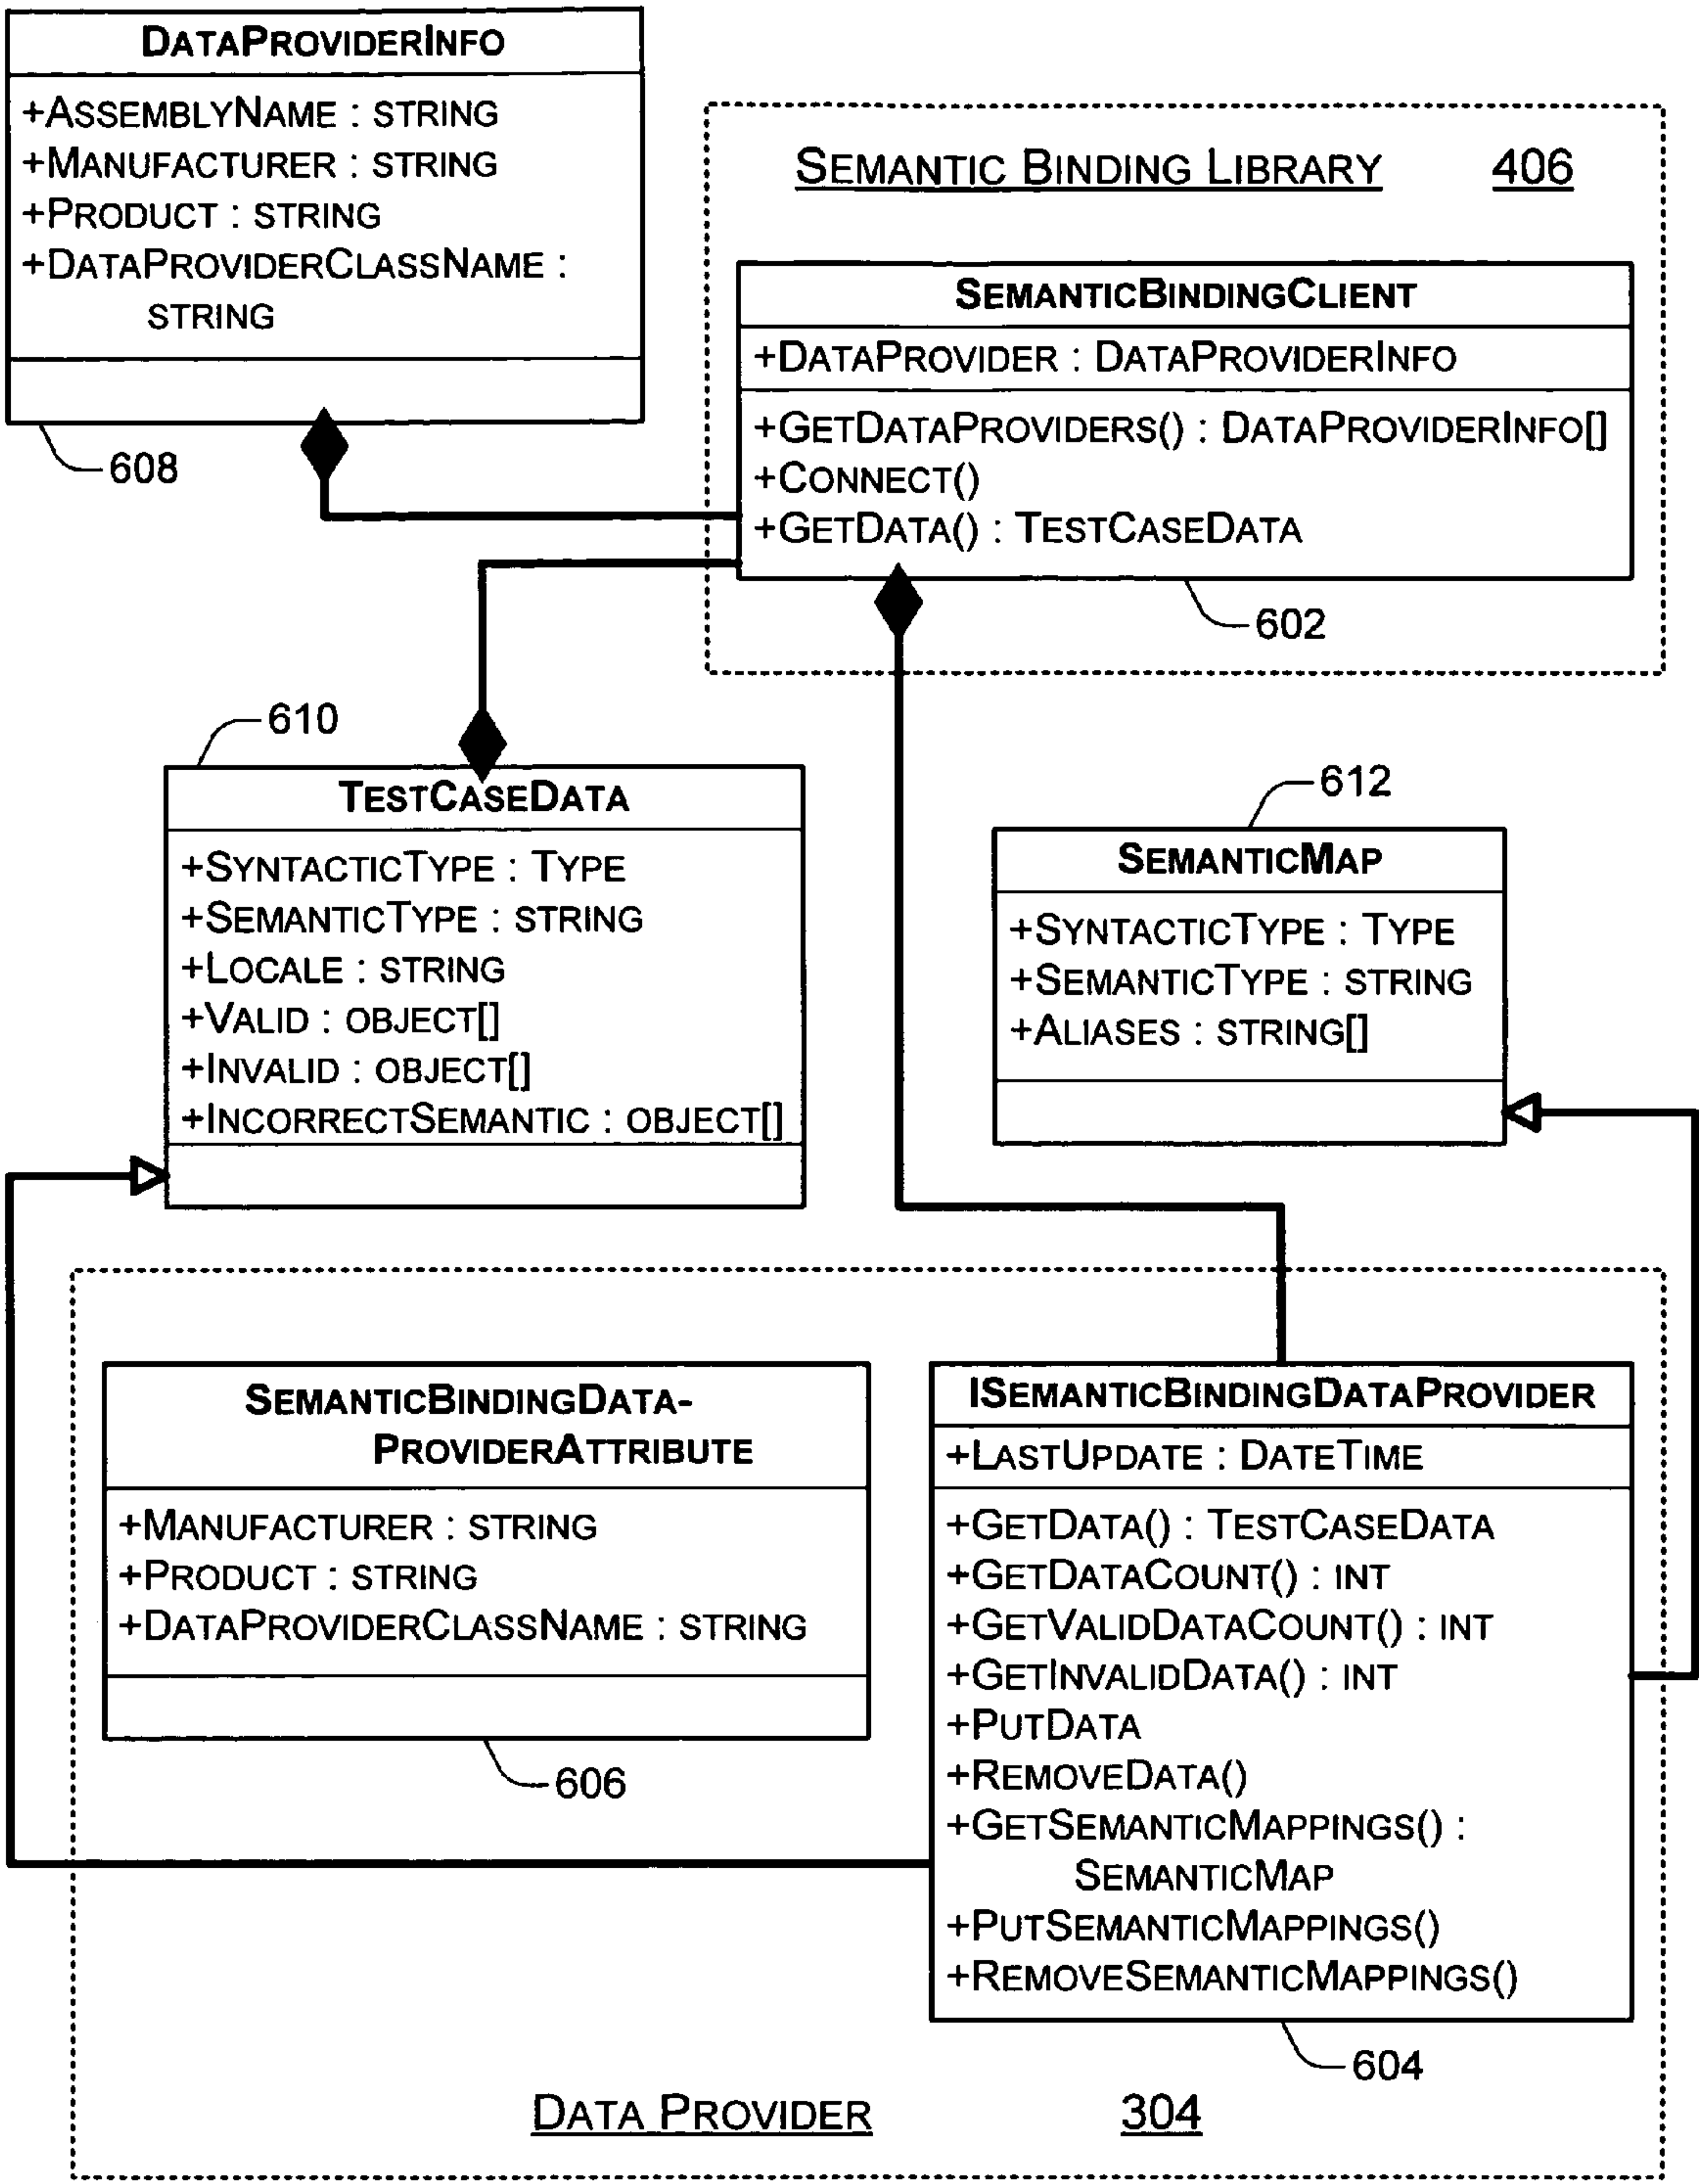 DATAPROVIDERINFO
+ASSEMBLYNAME : STRING
+MANUFACTURER : STRING
+PRODUCT : STRING
+DATAPROVIDERCLASSNAME :
STRING
608
SEMANTIC BINDING LIBRARY 406
SEMANTICBINDINGCLIENT
+DATAPROVIDER : DATAPROVIDERINFO
+GETDATAPROVIDERS() : DATAPROVIDERINFO[]
+CONNECT()
+GETDATA() : TESTCASEDATA
602
610
TESTCASEDATA
+SYNTACTICTYPE : TYPE
+SEMANTICTYPE : STRING
+LOCALE : STRING
+VALID : OBJECT[]
+INVALID : OBJECT[]
+INCORRECTSEMANTIC : OBJECT[]
612
SEMANTICMAP
+SYNTACTICTYPE : TYPE
+SEMANTICTYPE : STRING
+ALIASES : STRING[]
SEMANTICBINDINGDATA-
PROVIDERATTRIBUTE
+MANUFACTURER : STRING
+PRODUCT : STRING
+DATAPROVIDERCLASSNAME : STRING
606
ISEMANTICBINDINGDATAPROVIDER
+LASTUPDATE : DATETIME
+GETDATA() : TESTCASEDATA
+GETDATACOUNT() : INT
+GETVALIDDATACOUNT() : INT
+GETINVALIDDATA() : INT
+PUTDATA
+REMOVEDATA()
+GETSEMANTICMAPPINGS() :
SEMANTICMAP
+PUTSEMANTICMAPPINGS()
+REMOVESEMANTICMAPPINGS()
604
DATA PROVIDER 304